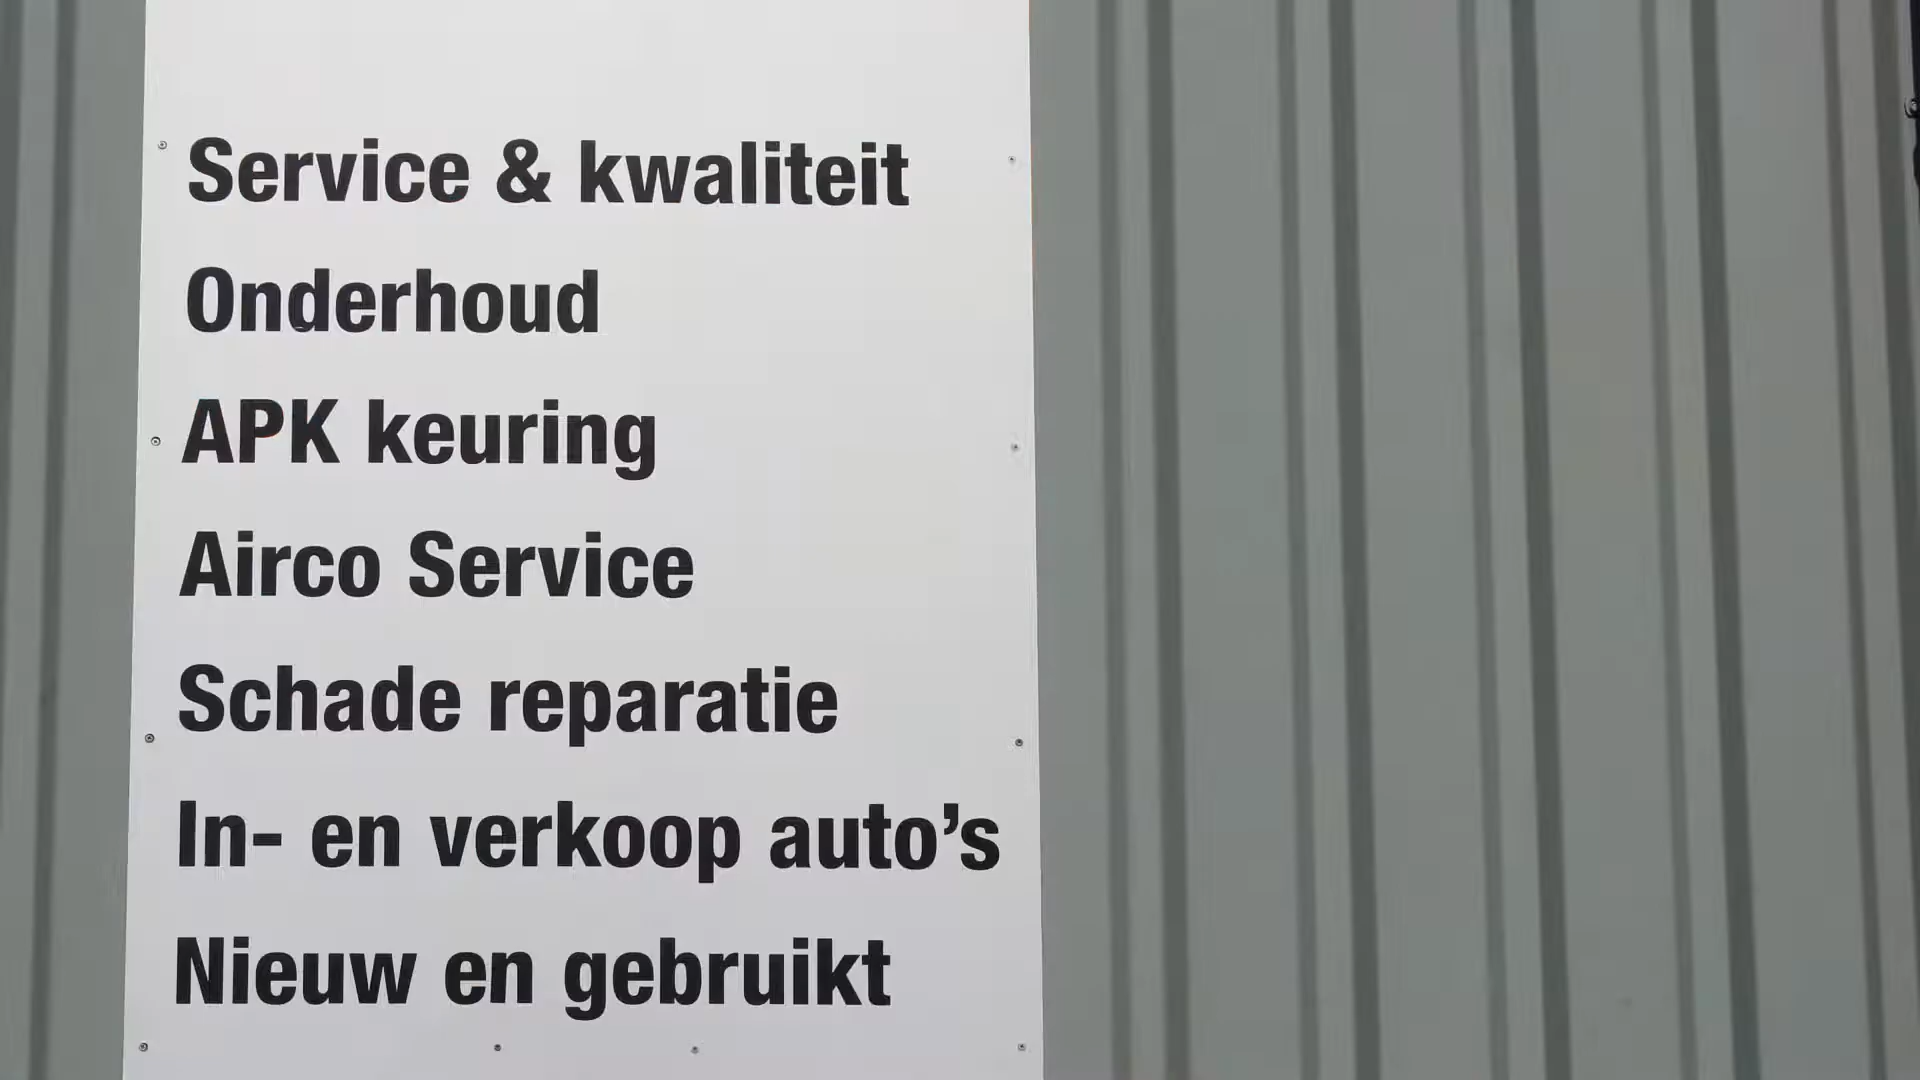 Service & kwaliteit
Onderhoud
APK keuring
Airco Service
Schade reparatie
In- en verkoop auto’s
Nieuw en gebruikt